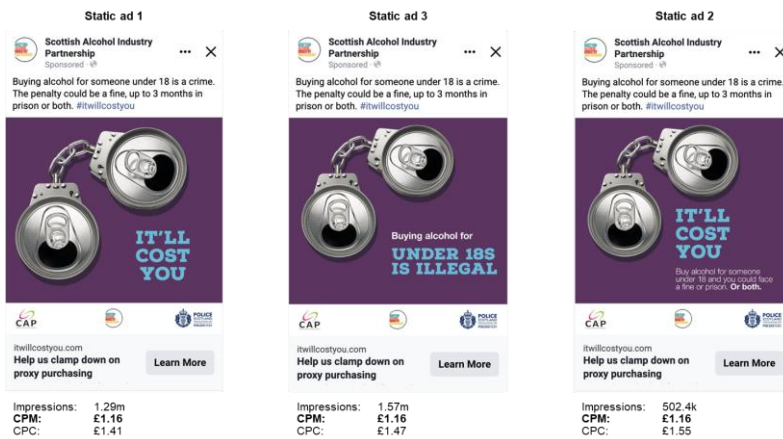 Static ad 1
Scottish Alcohol Industry
Partnership
Sponsored
Buying alcohol for someone under 18 is a crime.
The penalty could be a fine, up to 3 months in
prison or both. #itwillcostyou
IT'LL
COST
YOU
CAP
POLICE
itwillcostyou.com
Help us clamp down on
proxy purchasing
Learn More
Impressions: 1.29m
CPM: £1.16
CPC: £1.41
Static ad 3
Scottish Alcohol Industry
Partnership
Sponsored
Buying alcohol for someone under 18 is a crime.
The penalty could be a fine, up to 3 months in
prison or both. #itwillcostyou
Buying alcohol for
UNDER 18S
IS ILLEGAL
CAP
POLICE
itwillcostyou.com
Help us clamp down on
proxy purchasing
Learn More
Impressions: 1.57m
CPM: £1.16
CPC: £1.47
Static ad 2
Scottish Alcohol Industry
Partnership
Sponsored
Buying alcohol for someone under 18 is a crime.
The penalty could be a fine, up to 3 months in
prison or both. #itwillcostyou
IT'LL
COST
YOU
Buy alcohol for someone
under 18 and you could face
a fine or prison. Or both.
CAP
POLICE
itwillcostyou.com
Help us clamp down on
proxy purchasing
Learn More
Impressions: 502.4k
CPM: £1.16
CPC: £1.55